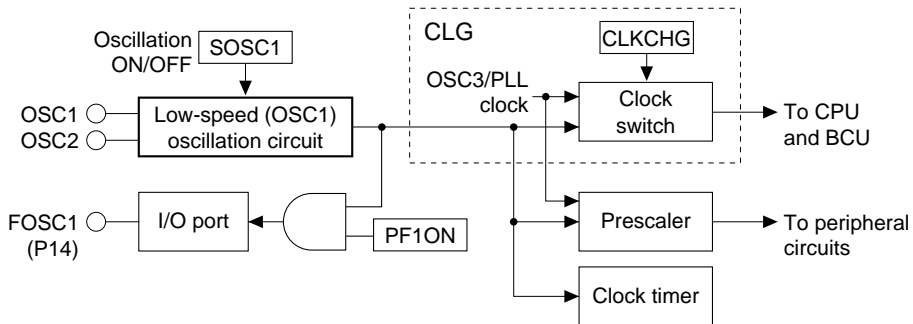 Oscillation
ON/OFF
SOSC1
CLG
CLKCHG
OSC3/PLL
clock
OSC1
OSC2
Low-speed (OSC1)
oscillation circuit
Clock
switch
To CPU
and BCU
FOSC1
(P14)
I/O port
PF1ON
Prescaler
To peripheral
circuits
Clock timer